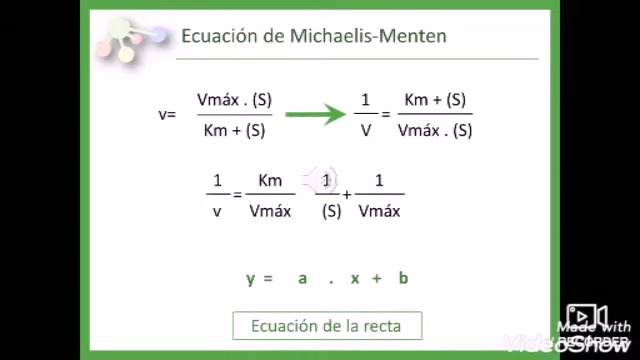 Ecuación de Michaelis-Menten
v= Vmáx . (S) / Km + (S) → 1 / V = Km + (S) / Vmáx . (S)
1 / v = Km / Vmáx 1 / (S) + 1 / Vmáx
y = a . x + b
Ecuación de la recta
Made with
RECORDER
VideoShow